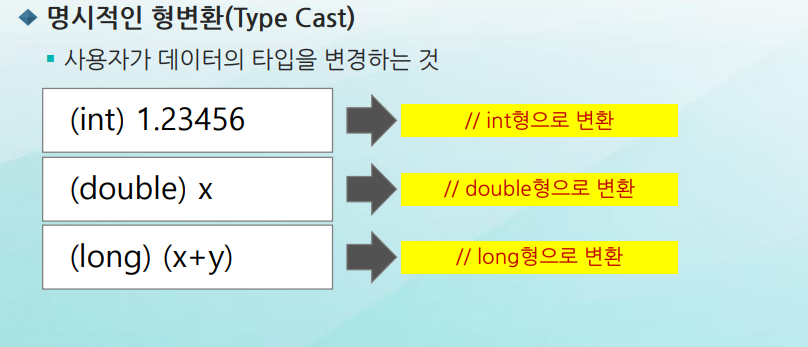 명시적인 형변환(Type Cast)
사용자가 데이터의 타입을 변경하는 것
(int) 1.23456
// int형으로 변환
(double) x
// double형으로 변환
(long) (x+y)
// long형으로 변환